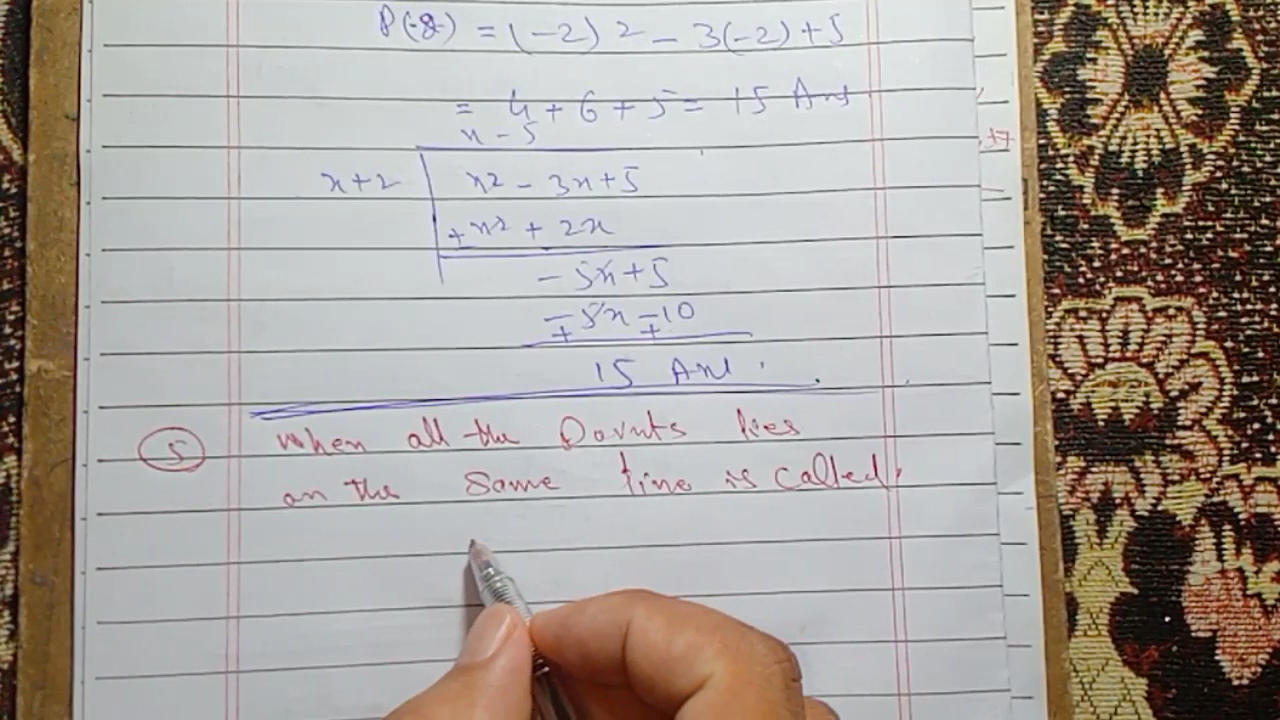 P(-2) = (-2) 2 - 3(-2) + 5
= 4 + 6 + 5 = 15 Ans
x - 5
x+2 x2 - 3x+5
+x2 + 2x
- 5x+5
- 5x - 10
+ +
15 Ans.
5 When all the Points lies
on the same line is called